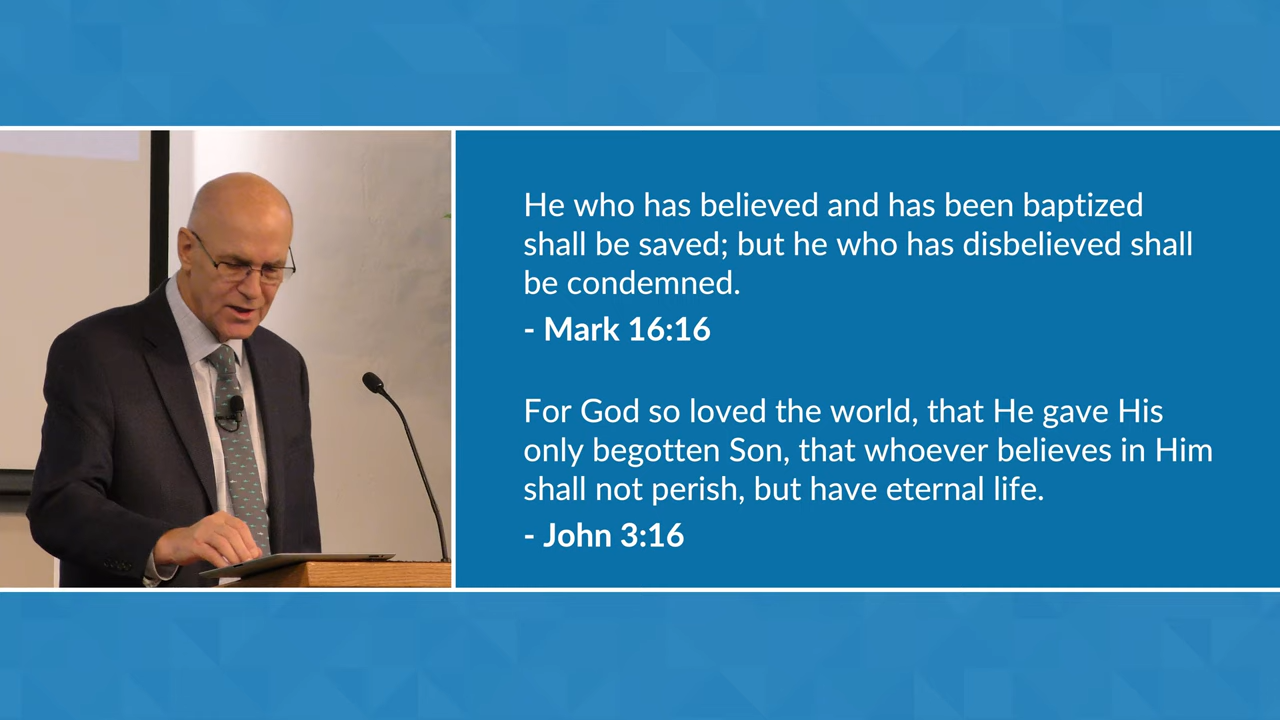 He who has believed and has been baptized
shall be saved; but he who has disbelieved shall
be condemned.
- Mark 16:16
For God so loved the world, that He gave His
only begotten Son, that whoever believes in Him
shall not perish, but have eternal life.
- John 3:16